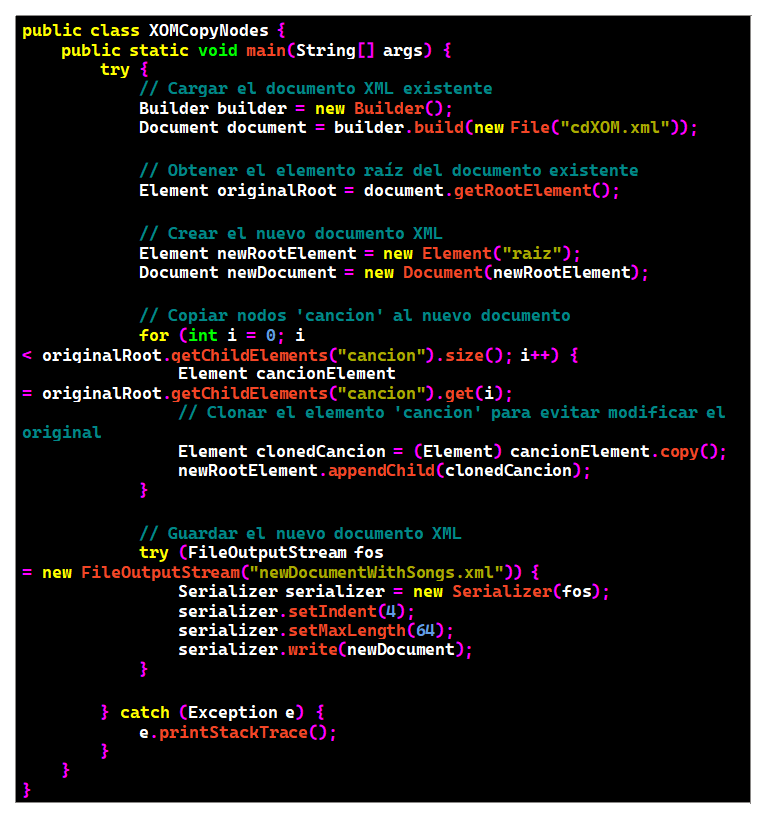 public class XOMCopyNodes {
    public static void main(String[] args) {
        try {
            // Cargar el documento XML existente
            Builder builder = new Builder();
            Document document = builder.build(new File("cdXOM.xml"));

            // Obtener el elemento raíz del documento existente
            Element originalRoot = document.getRootElement();

            // Crear el nuevo documento XML
            Element newRootElement = new Element("raiz");
            Document newDocument = new Document(newRootElement);

            // Copiar nodos 'cancion' al nuevo documento
            for (int i = 0; i
< originalRoot.getChildElements("cancion").size(); i++) {
                Element cancionElement
= originalRoot.getChildElements("cancion").get(i);
                // Clonar el elemento 'cancion' para evitar modificar el
original
                Element clonedCancion = (Element) cancionElement.copy();
                newRootElement.appendChild(clonedCancion);
            }

            // Guardar el nuevo documento XML
            try (FileOutputStream fos
= new FileOutputStream("newDocumentWithSongs.xml")) {
                Serializer serializer = new Serializer(fos);
                serializer.setIndent(4);
                serializer.setMaxLength(64);
                serializer.write(newDocument);
            }

        } catch (Exception e) {
            e.printStackTrace();
        }
    }
}